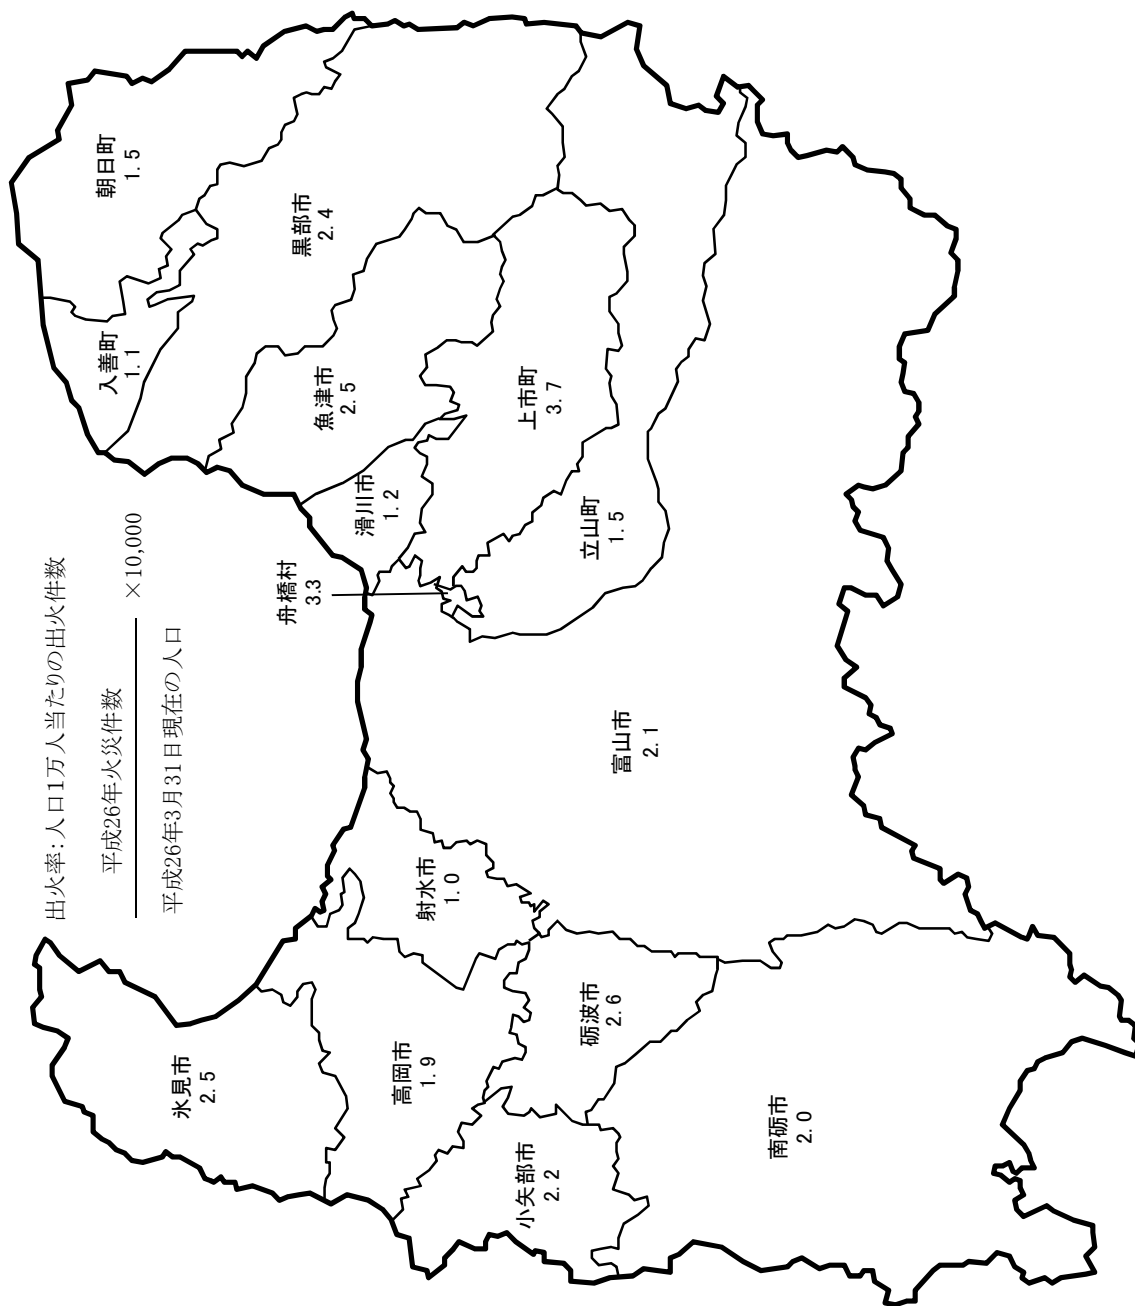 出火率：人口1万人当たりの出火件数
平成26年火災件数
×10,000
平成26年3月31日現在の人口
朝日町
1.5
入善町
1.1
黒部市
2.4
魚津市
2.5
滑川市
1.2
上市町
3.7
舟橋村
3.3
立山町
1.5
富山市
2.1
射水市
1.0
氷見市
2.5
高岡市
1.9
砺波市
2.6
小矢部市
2.2
南砺市
2.0